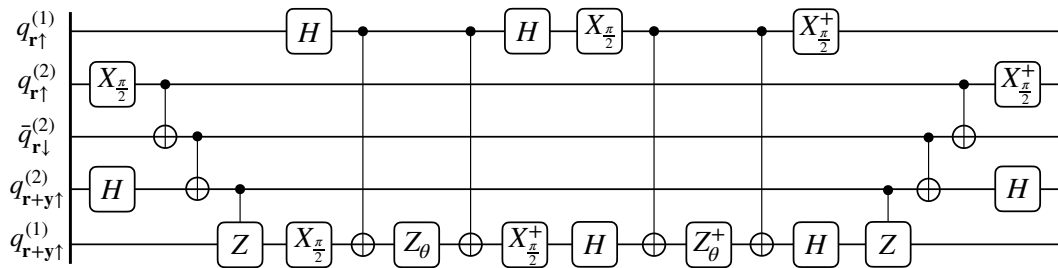 q_{r↑}^{(1)} H H X_{π/2} X_{π/2}^+
q_{r↑}^{(2)} X_{π/2} X_{π/2}^+
q̄_{r↓}^{(2)}
q_{r+y↑}^{(2)} H H
q_{r+y↑}^{(1)} Z X_{π/2} Z_θ X_{π/2}^+ H Z_θ^+ H Z